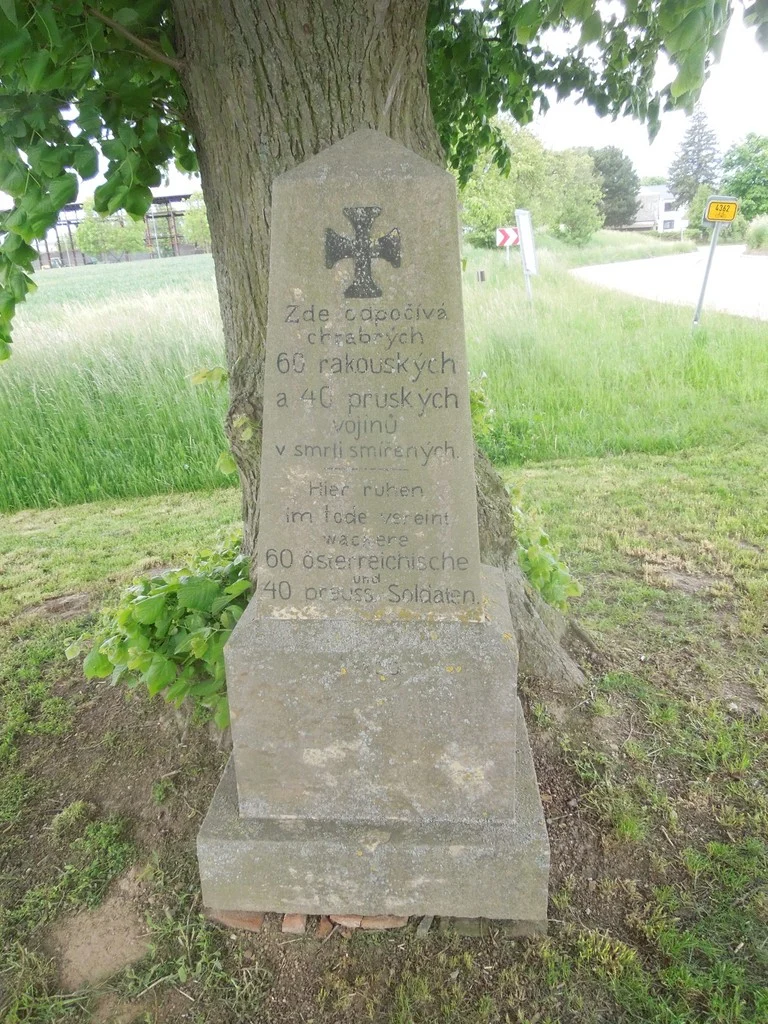 Zde odpočívá
chrabrých
60 rakouských
a 40 pruských
vojínů
v smrti smířených.
Hier ruhen
im Tode vereint
wackere
60 österreichische
und
40 preuss. Soldaten.
4362